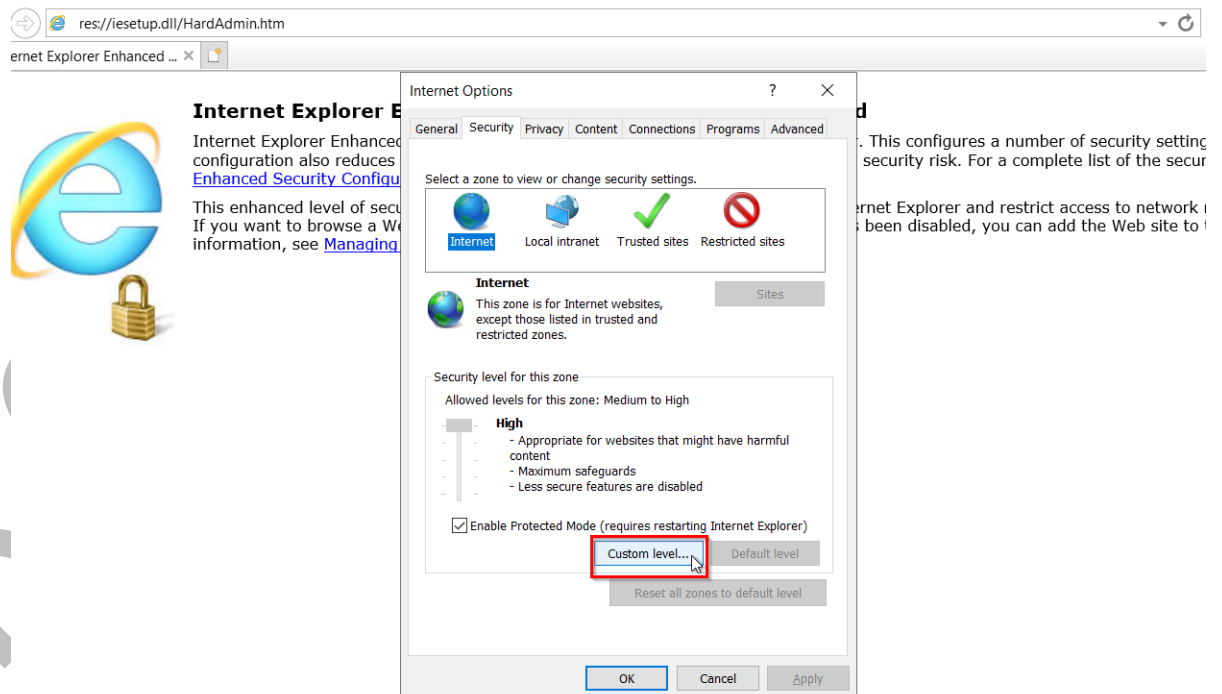 res://iesetup.dll/HardAdmin.htm
ernet Explorer Enhanced ...
Internet Options
?
Internet Explorer E
d
General Security Privacy Content Connections Programs Advanced
Internet Explorer Enhanced
. This configures a number of security setting
configuration also reduces
security risk. For a complete list of the secur
Enhanced Security Configu
Select a zone to view or change security settings.
This enhanced level of secu
ernet Explorer and restrict access to network
If you want to browse a We
been disabled, you can add the Web site to
information, see Managing
Internet Local intranet Trusted sites Restricted sites
Internet
Sites
This zone is for Internet websites,
except those listed in trusted and
restricted zones.
Security level for this zone
Allowed levels for this zone: Medium to High
High
- Appropriate for websites that might have harmful
content
- Maximum safeguards
- Less secure features are disabled
Enable Protected Mode (requires restarting Internet Explorer)
Custom level... Default level
Reset all zones to default level
OK Cancel Apply